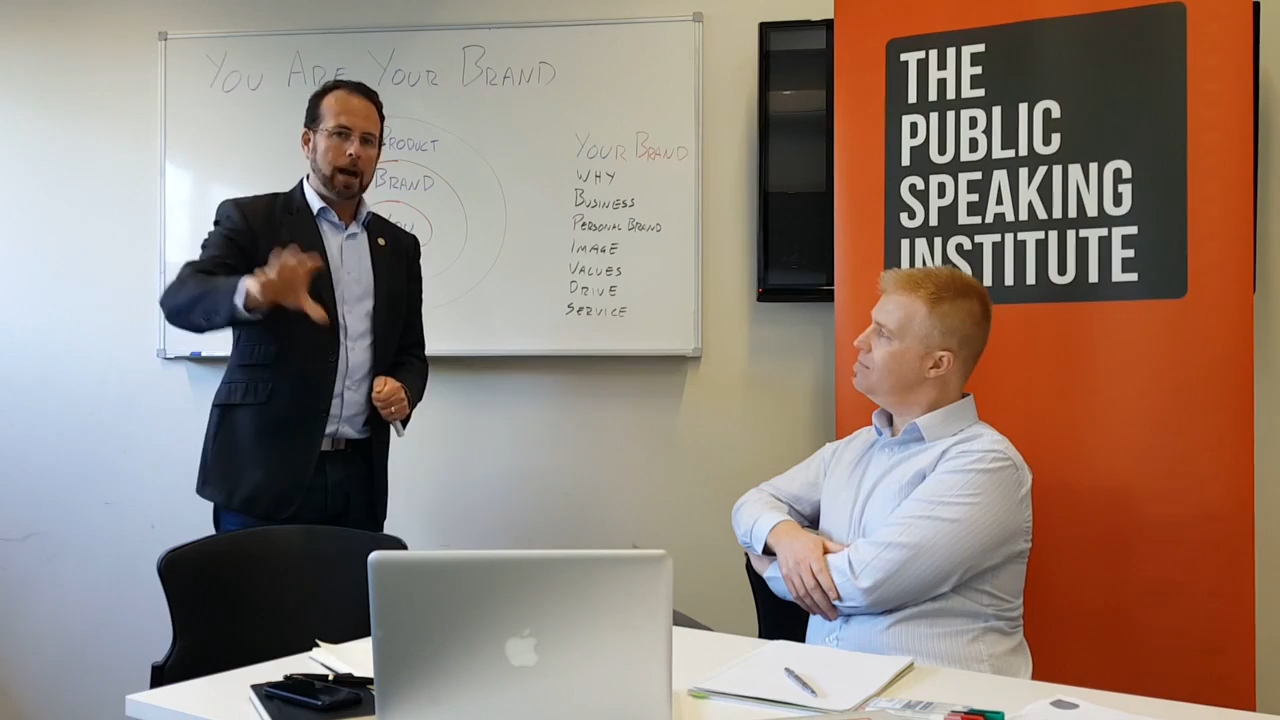 YOU ARE YOUR BRAND
PRODUCT
BRAND
YOUR BRAND
WHY
BUSINESS
PERSONAL BRAND
IMAGE
VALUES
DRIVE
SERVICE
THE
PUBLIC
SPEAKING
INSTITUTE